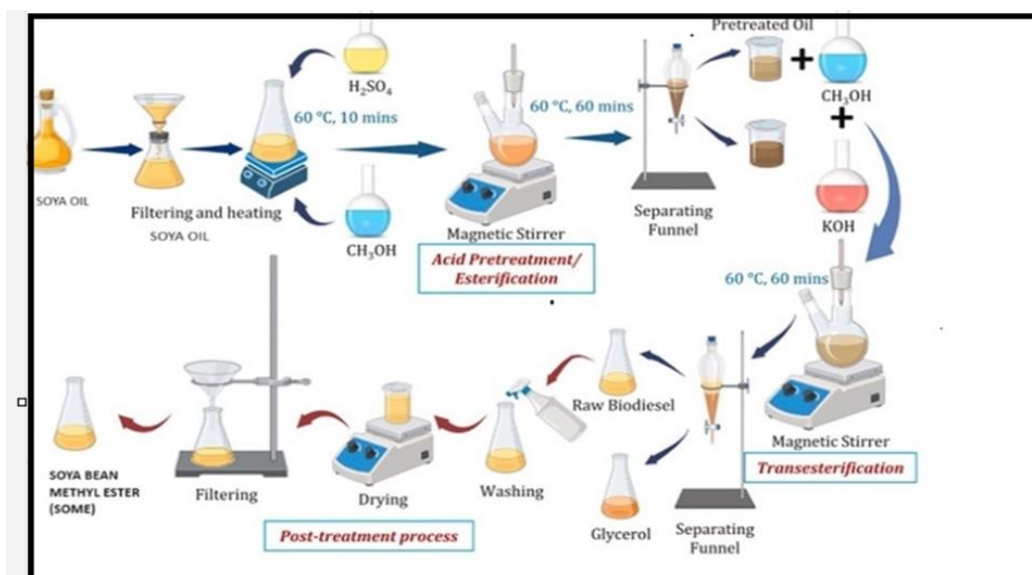 Pretreated Oil
H₂SO₄
CH₃OH
60 °C, 10 mins
60 °C, 60 mins
SOYA OIL
Filtering and heating
SOYA OIL
CH₃OH
Magnetic Stirrer
Separating
Funnel
KOH
Acid Pretreatment/
Esterification
60 °C, 60 mins
Raw Biodiesel
Magnetic Stirrer
Transesterification
SOYA BEAN
METHYL ESTER
(SOME)
Filtering
Drying
Washing
Glycerol
Separating
Funnel
Post-treatment process